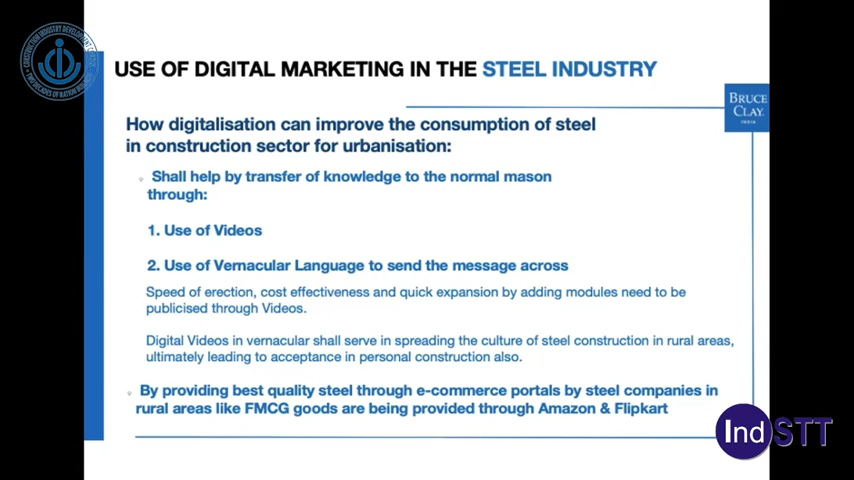 USE OF DIGITAL MARKETING IN THE STEEL INDUSTRY
BRUCE
CLAY
INDIA
How digitalisation can improve the consumption of steel
in construction sector for urbanisation:
Shall help by transfer of knowledge to the normal mason
through:
1. Use of Videos
2. Use of Vernacular Language to send the message across
Speed of erection, cost effectiveness and quick expansion by adding modules need to be
publicised through Videos.
Digital Videos in vernacular shall serve in spreading the culture of steel construction in rural areas,
ultimately leading to acceptance in personal construction also.
By providing best quality steel through e-commerce portals by steel companies in
rural areas like FMCG goods are being provided through Amazon & Flipkart
IndSTT